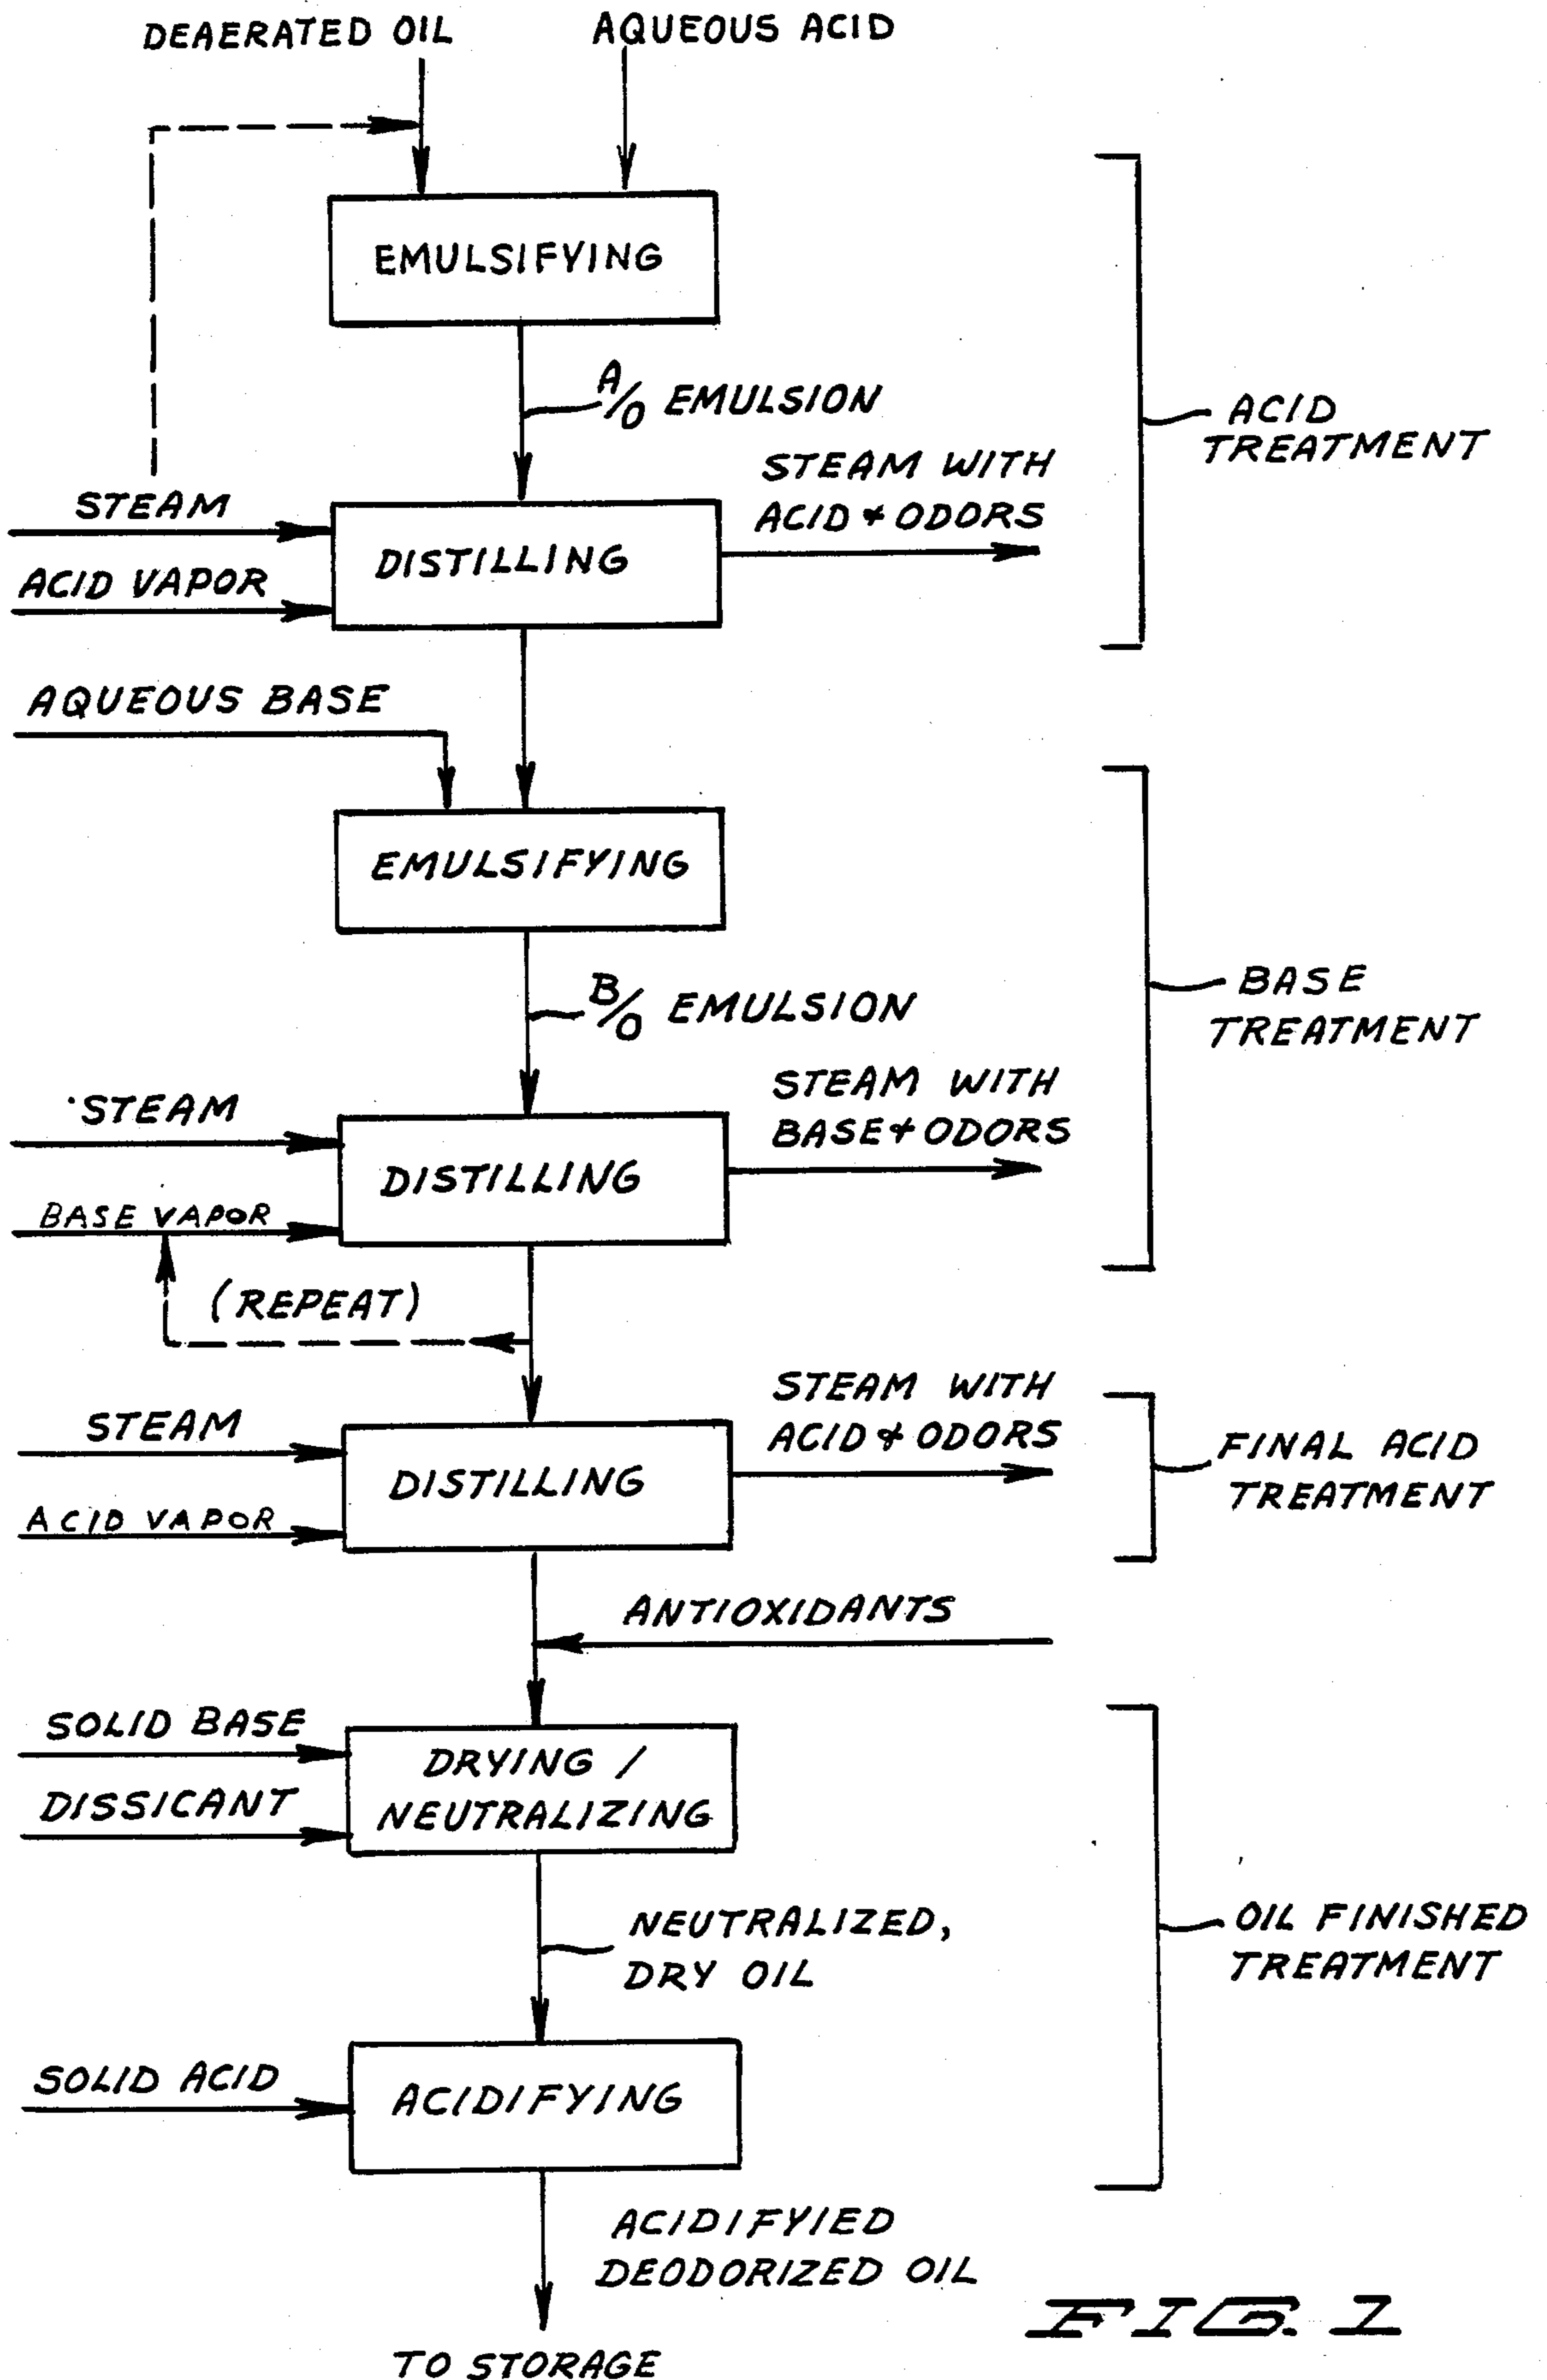 DEAERATED OIL
AQUEOUS ACID
EMULSIFYING
A/O EMULSION
ACID
TREATMENT
STEAM
ACID VAPOR
DISTILLING
STEAM WITH
ACID & ODORS
AQUEOUS BASE
EMULSIFYING
B/O EMULSION
BASE
TREATMENT
STEAM
BASE VAPOR
DISTILLING
STEAM WITH
BASE & ODORS
(REPEAT)
STEAM
ACID VAPOR
DISTILLING
STEAM WITH
ACID & ODORS
FINAL ACID
TREATMENT
ANTIOXIDANTS
SOLID BASE
DISSICANT
DRYING /
NEUTRALIZING
NEUTRALIZED,
DRY OIL
OIL FINISHED
TREATMENT
SOLID ACID
ACIDIFYING
ACIDIFYIED
DEODORIZED OIL
TO STORAGE
FIG. 1